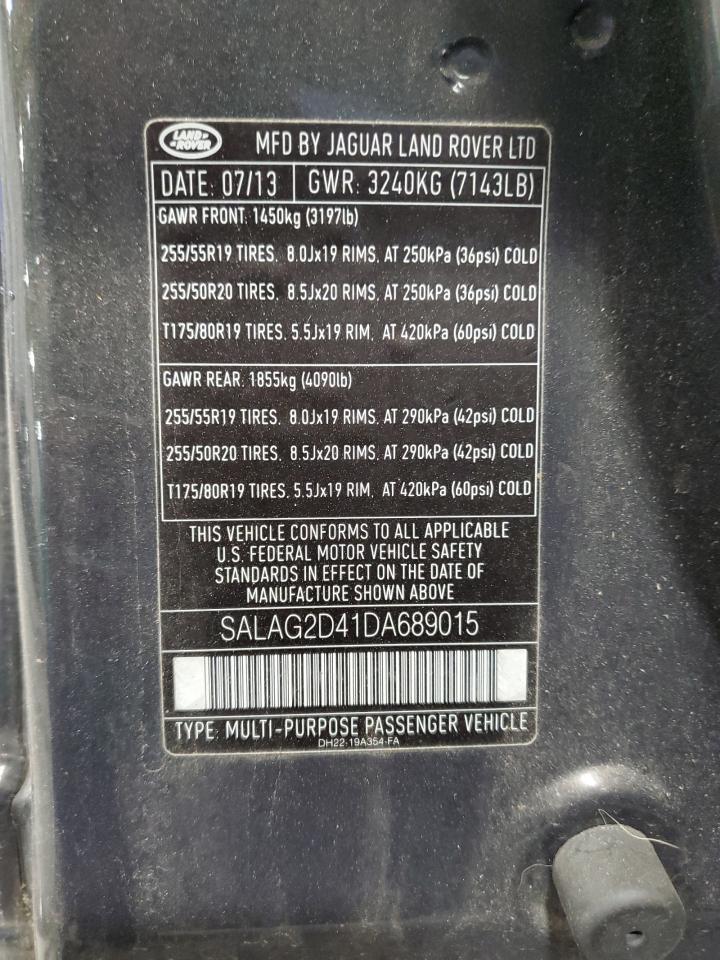 LAND ROVER MFD BY JAGUAR LAND ROVER LTD
DATE: 07/13 GWR: 3240KG (7143LB)
GAWR FRONT: 1450kg (3197lb)
255/55R19 TIRES, 8.0Jx19 RIMS, AT 250kPa (36psi) COLD
255/50R20 TIRES, 8.5Jx20 RIMS, AT 250kPa (36psi) COLD
T175/80R19 TIRES, 5.5Jx19 RIM, AT 420kPa (60psi) COLD
GAWR REAR: 1855kg (4090lb)
255/55R19 TIRES, 8.0Jx19 RIMS, AT 290kPa (42psi) COLD
255/50R20 TIRES, 8.5Jx20 RIMS, AT 290kPa (42psi) COLD
T175/80R19 TIRES, 5.5Jx19 RIM, AT 420kPa (60psi) COLD
THIS VEHICLE CONFORMS TO ALL APPLICABLE
U.S. FEDERAL MOTOR VEHICLE SAFETY
STANDARDS IN EFFECT ON THE DATE OF
MANUFACTURE SHOWN ABOVE
SALAG2D41DA689015
TYPE: MULTI-PURPOSE PASSENGER VEHICLE
DH22-19A354-FA